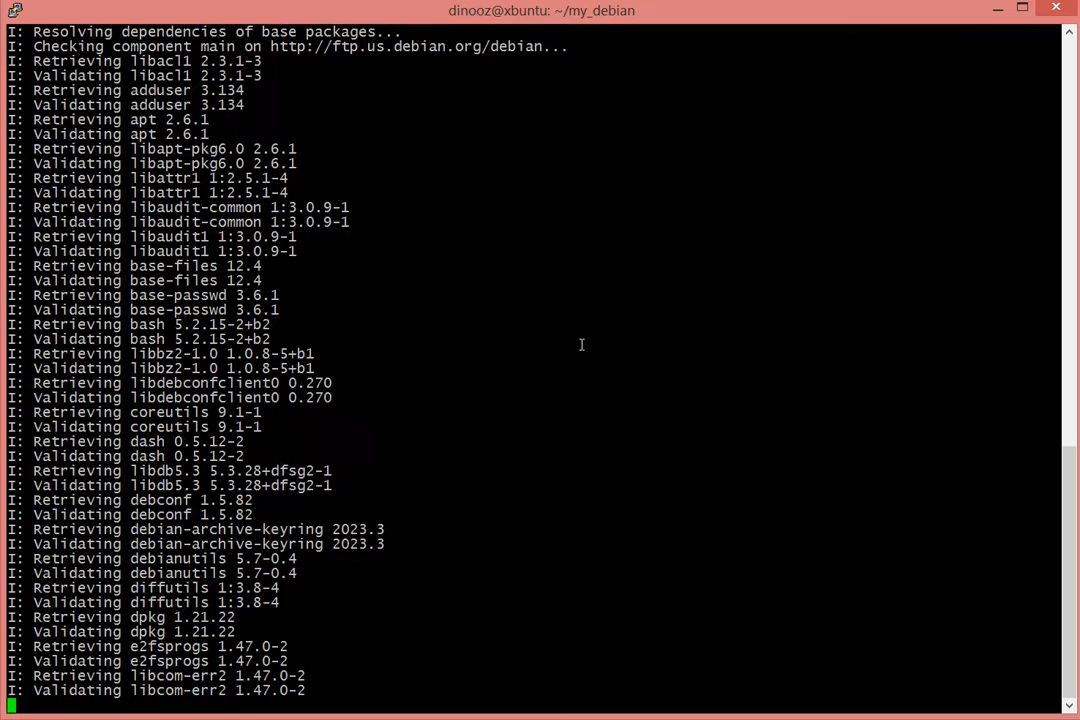 dinooz@xbuntu: ~/my_debian
I: Resolving dependencies of base packages...
I: Checking component main on http://ftp.us.debian.org/debian...
I: Retrieving libacl1 2.3.1-3
I: Validating libacl1 2.3.1-3
I: Retrieving adduser 3.134
I: Validating adduser 3.134
I: Retrieving apt 2.6.1
I: Validating apt 2.6.1
I: Retrieving libapt-pkg6.0 2.6.1
I: Validating libapt-pkg6.0 2.6.1
I: Retrieving libattr1 1:2.5.1-4
I: Validating libattr1 1:2.5.1-4
I: Retrieving libaudit-common 1:3.0.9-1
I: Validating libaudit-common 1:3.0.9-1
I: Retrieving libaudit1 1:3.0.9-1
I: Validating libaudit1 1:3.0.9-1
I: Retrieving base-files 12.4
I: Validating base-files 12.4
I: Retrieving base-passwd 3.6.1
I: Validating base-passwd 3.6.1
I: Retrieving bash 5.2.15-2+b2
I: Validating bash 5.2.15-2+b2
I: Retrieving libbz2-1.0 1.0.8-5+b1
I: Validating libbz2-1.0 1.0.8-5+b1
I: Retrieving libdebconfclient0 0.270
I: Validating libdebconfclient0 0.270
I: Retrieving coreutils 9.1-1
I: Validating coreutils 9.1-1
I: Retrieving dash 0.5.12-2
I: Validating dash 0.5.12-2
I: Retrieving libdb5.3 5.3.28+dfsg2-1
I: Validating libdb5.3 5.3.28+dfsg2-1
I: Retrieving debconf 1.5.82
I: Validating debconf 1.5.82
I: Retrieving debian-archive-keyring 2023.3
I: Validating debian-archive-keyring 2023.3
I: Retrieving debianutils 5.7-0.4
I: Validating debianutils 5.7-0.4
I: Retrieving diffutils 1:3.8-4
I: Validating diffutils 1:3.8-4
I: Retrieving dpkg 1.21.22
I: Validating dpkg 1.21.22
I: Retrieving e2fsprogs 1.47.0-2
I: Validating e2fsprogs 1.47.0-2
I: Retrieving libcom-err2 1.47.0-2
I: Validating libcom-err2 1.47.0-2